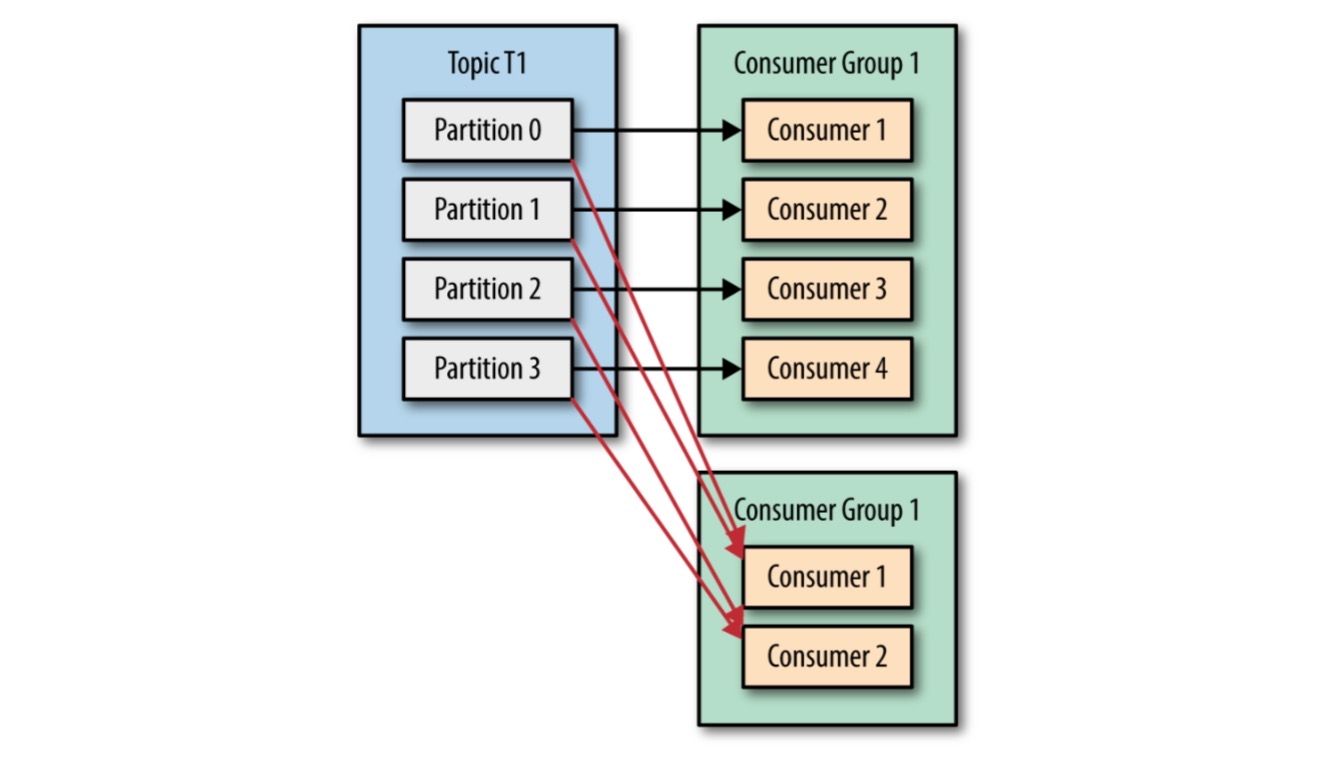 Topic T1
Partition 0
Partition 1
Partition 2
Partition 3
Consumer Group 1
Consumer 1
Consumer 2
Consumer 3
Consumer 4
Consumer Group 1
Consumer 1
Consumer 2